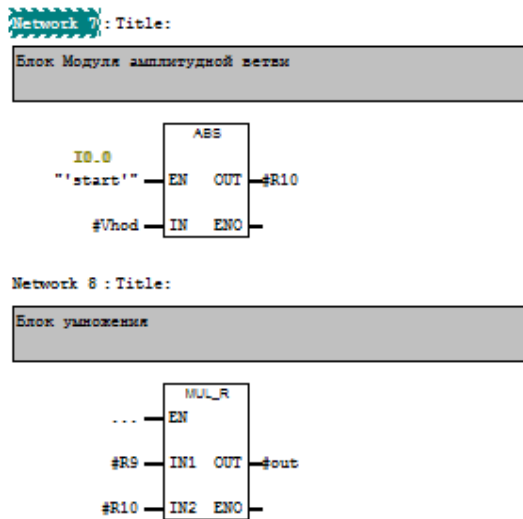 Network 7: Title:
Блок Модуля амплитудной ветви
ABS
I0.0
"'start'" EN OUT #R10
#Vhod IN ENO
Network 8 : Title:
Блок умножения
MUL_R
... EN
#R9 IN1 OUT #out
#R10 IN2 ENO